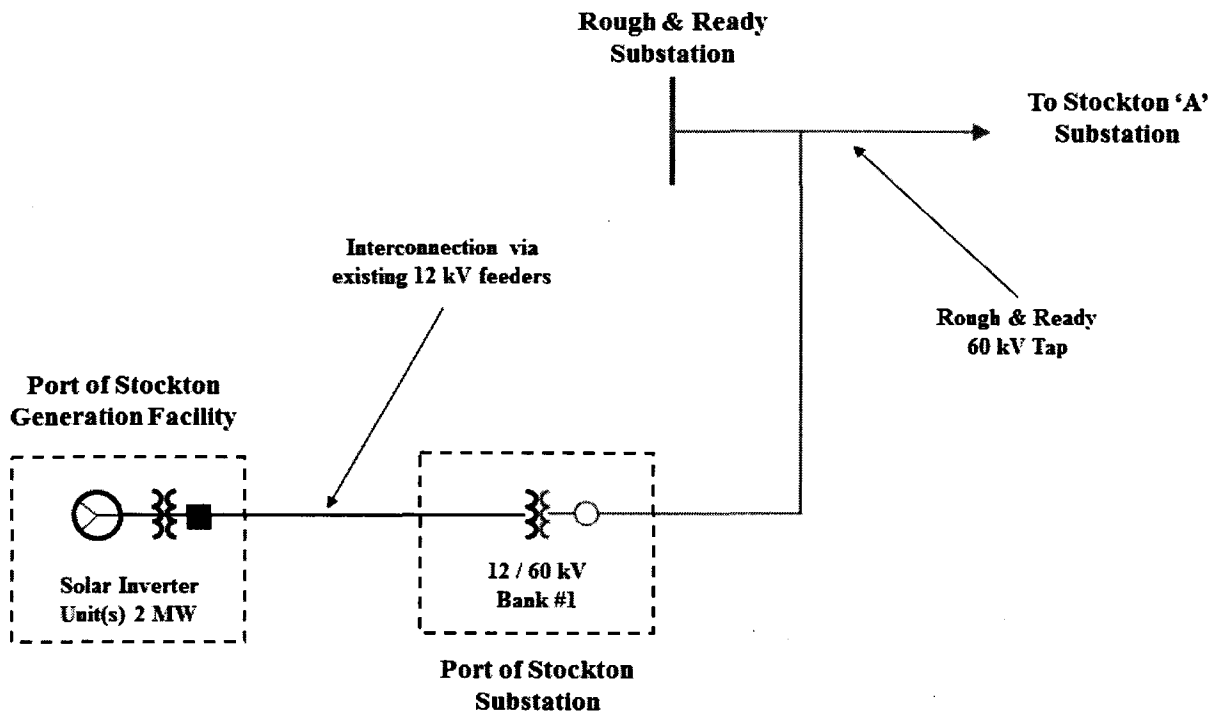 Rough & Ready
Substation
To Stockton ‘A’
Substation
Interconnection via
existing 12 kV feeders
Rough & Ready
60 kV Tap
Port of Stockton
Generation Facility
Solar Inverter
Unit(s) 2 MW
12 / 60 kV
Bank #1
Port of Stockton
Substation